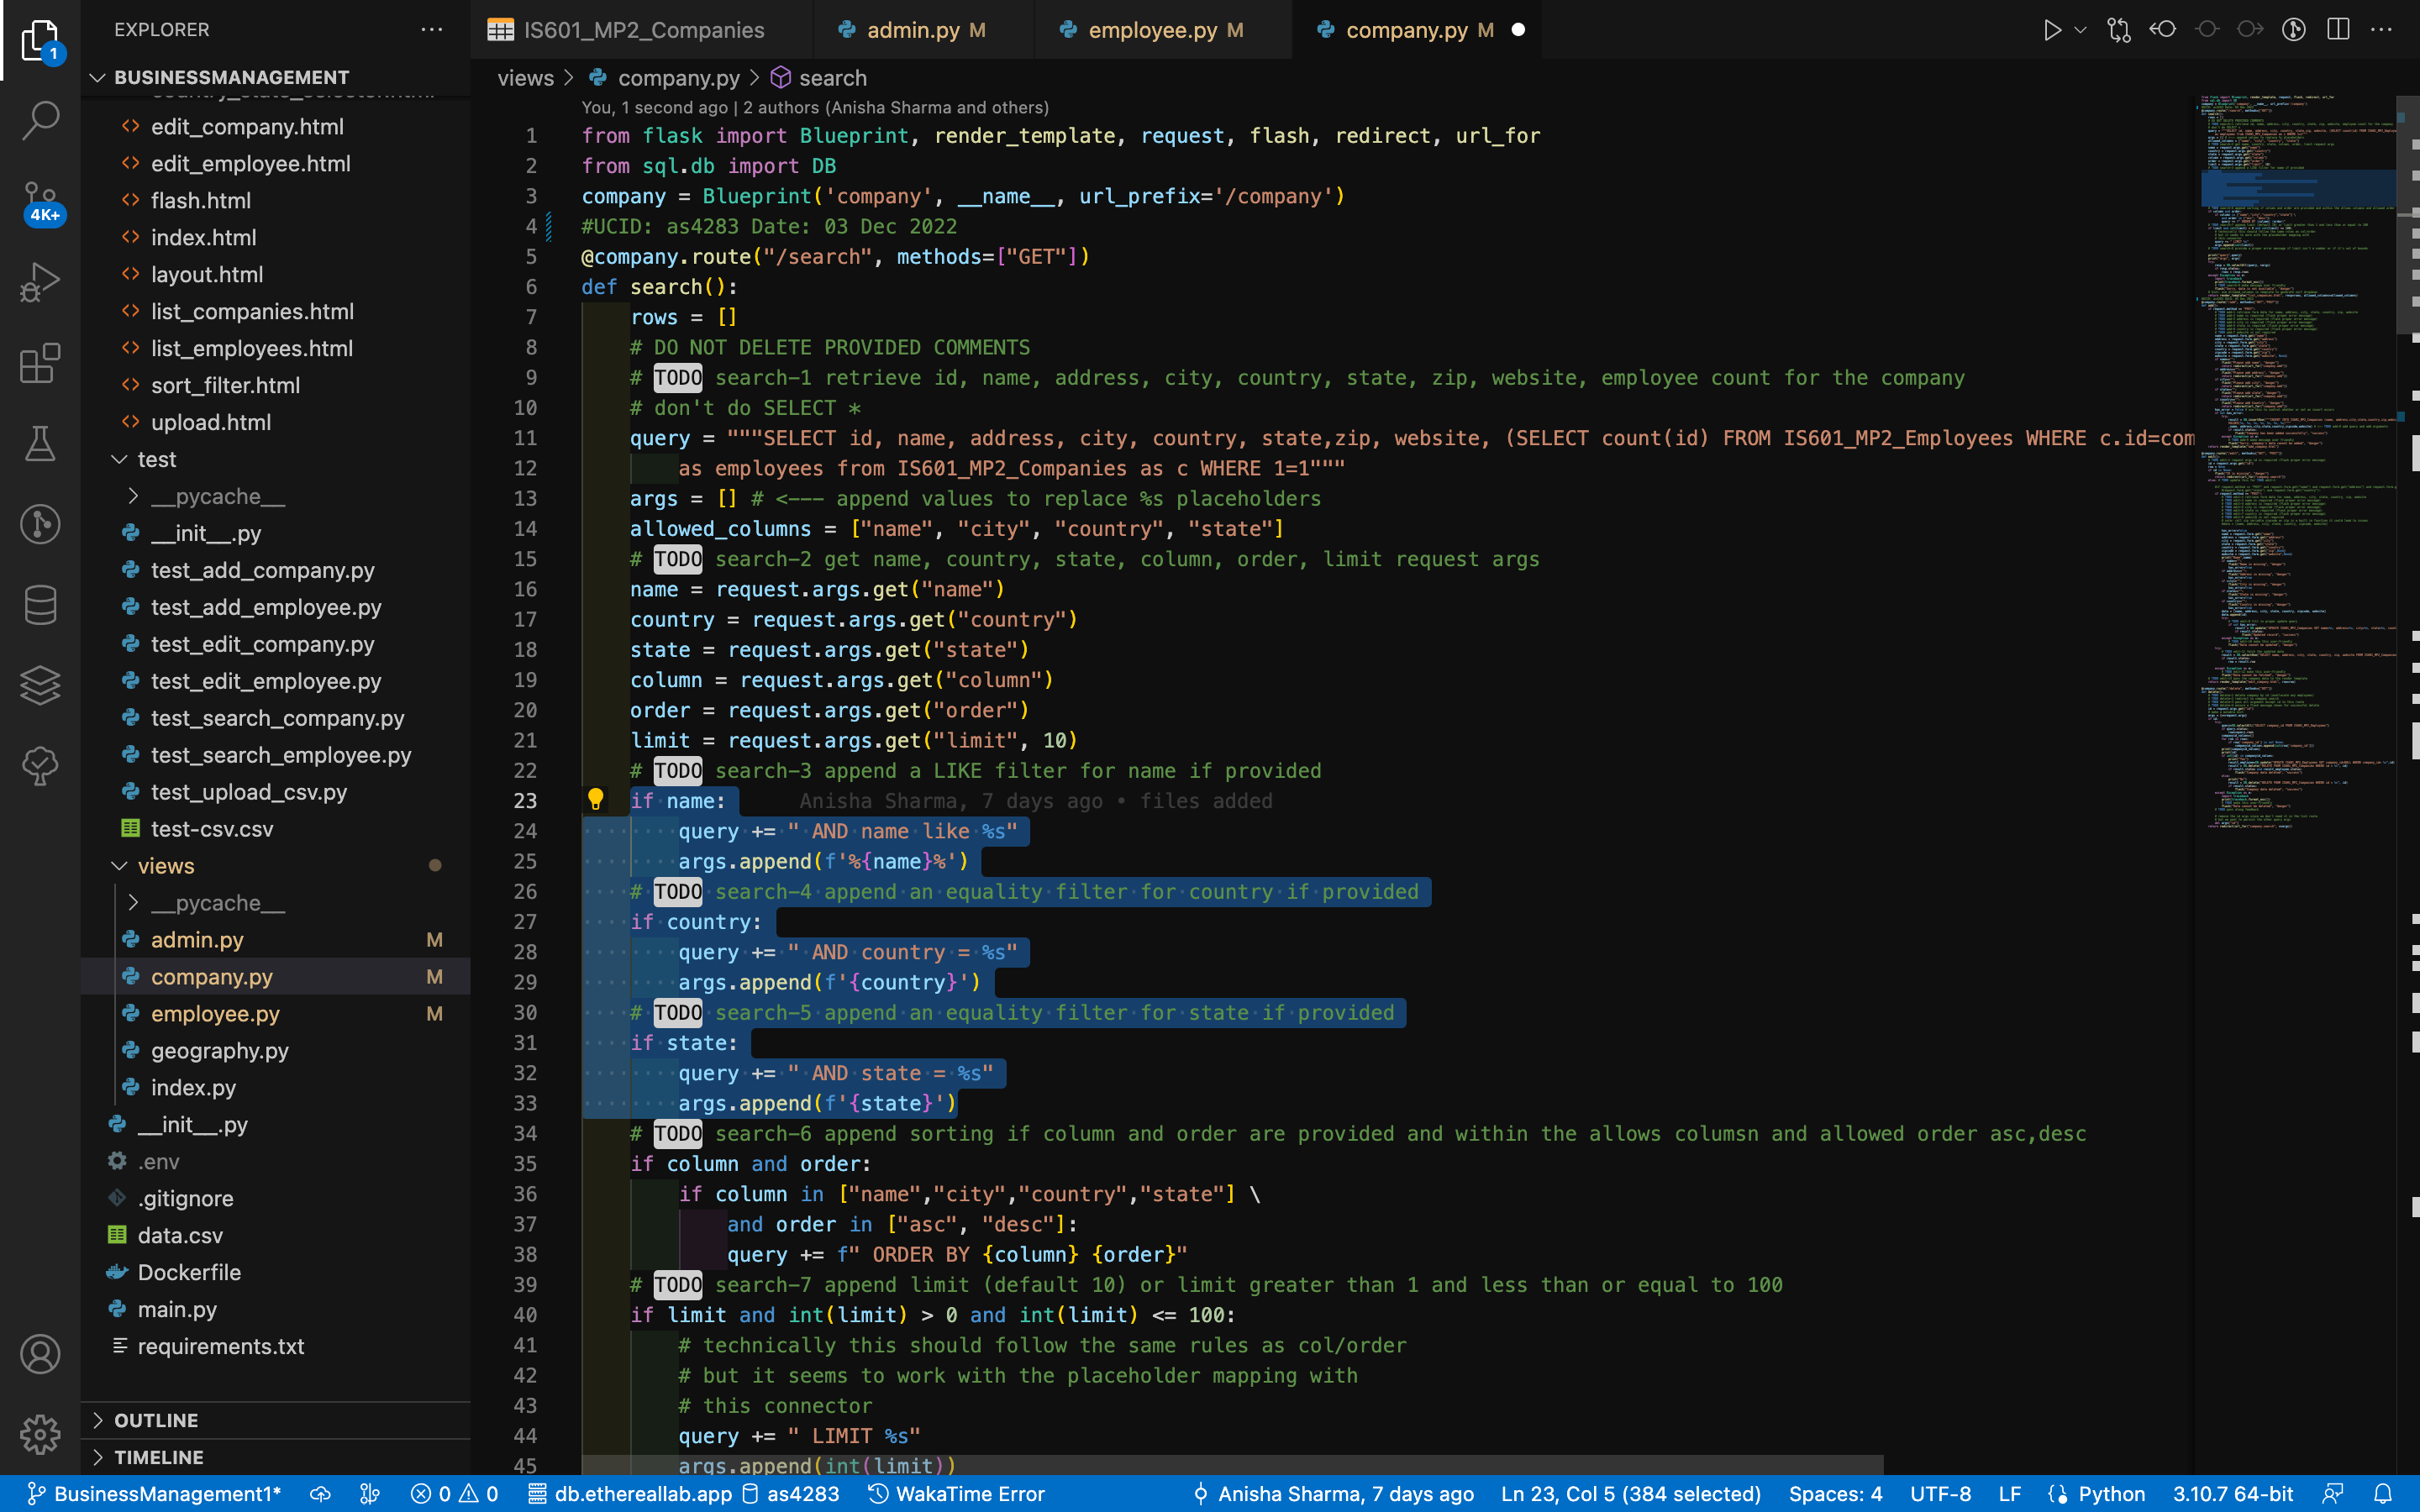 EXPLORER
BUSINESSMANAGEMENT
edit_company.html
edit_employee.html
flash.html
index.html
layout.html
list_companies.html
list_employees.html
sort_filter.html
upload.html
test
__pycache__
__init__.py
test_add_company.py
test_add_employee.py
test_edit_company.py
test_edit_employee.py
test_search_company.py
test_search_employee.py
test_upload_csv.py
test-csv.csv
views
__pycache__
admin.py M
company.py M
employee.py M
geography.py
index.py
__init__.py
.env
.gitignore
data.csv
Dockerfile
main.py
requirements.txt
OUTLINE
TIMELINE
1
4K+
IS601_MP2_Companies
admin.py M
employee.py M
company.py M
views > company.py > search
You, 1 second ago | 2 authors (Anisha Sharma and others)
1 from flask import Blueprint, render_template, request, flash, redirect, url_for
2 from sql.db import DB
3 company = Blueprint('company', __name__, url_prefix='/company')
4 #UCID: as4283 Date: 03 Dec 2022
5 @company.route("/search", methods=["GET"])
6 def search():
7 rows = []
8 # DO NOT DELETE PROVIDED COMMENTS
9 # TODO search-1 retrieve id, name, address, city, country, state, zip, website, employee count for the company
10 # don't do SELECT *
11 query = """SELECT id, name, address, city, country, state,zip, website, (SELECT count(id) FROM IS601_MP2_Employees WHERE c.id=com
12 as employees from IS601_MP2_Companies as c WHERE 1=1"""
13 args = [] # <--- append values to replace %s placeholders
14 allowed_columns = ["name", "city", "country", "state"]
15 # TODO search-2 get name, country, state, column, order, limit request args
16 name = request.args.get("name")
17 country = request.args.get("country")
18 state = request.args.get("state")
19 column = request.args.get("column")
20 order = request.args.get("order")
21 limit = request.args.get("limit", 10)
22 # TODO search-3 append a LIKE filter for name if provided
23 if name: Anisha Sharma, 7 days ago • files added
24 query += " AND name like %s"
25 args.append(f'%{name}%')
26 # TODO search-4 append an equality filter for country if provided
27 if country:
28 query += " AND country = %s"
29 args.append(f'{country}')
30 # TODO search-5 append an equality filter for state if provided
31 if state:
32 query += " AND state = %s"
33 args.append(f'{state}')
34 # TODO search-6 append sorting if column and order are provided and within the allows columsn and allowed order asc,desc
35 if column and order:
36 if column in ["name","city","country","state"] \
37 and order in ["asc", "desc"]:
38 query += f" ORDER BY {column} {order}"
39 # TODO search-7 append limit (default 10) or limit greater than 1 and less than or equal to 100
40 if limit and int(limit) > 0 and int(limit) <= 100:
41 # technically this should follow the same rules as col/order
42 # but it seems to work with the placeholder mapping with
43 # this connector
44 query += " LIMIT %s"
45 args.append(int(limit))
BusinessManagement1* 0 0 db.ethereallab.app as4283 WakaTime Error Anisha Sharma, 7 days ago Ln 23, Col 5 (384 selected) Spaces: 4 UTF-8 LF Python 3.10.7 64-bit